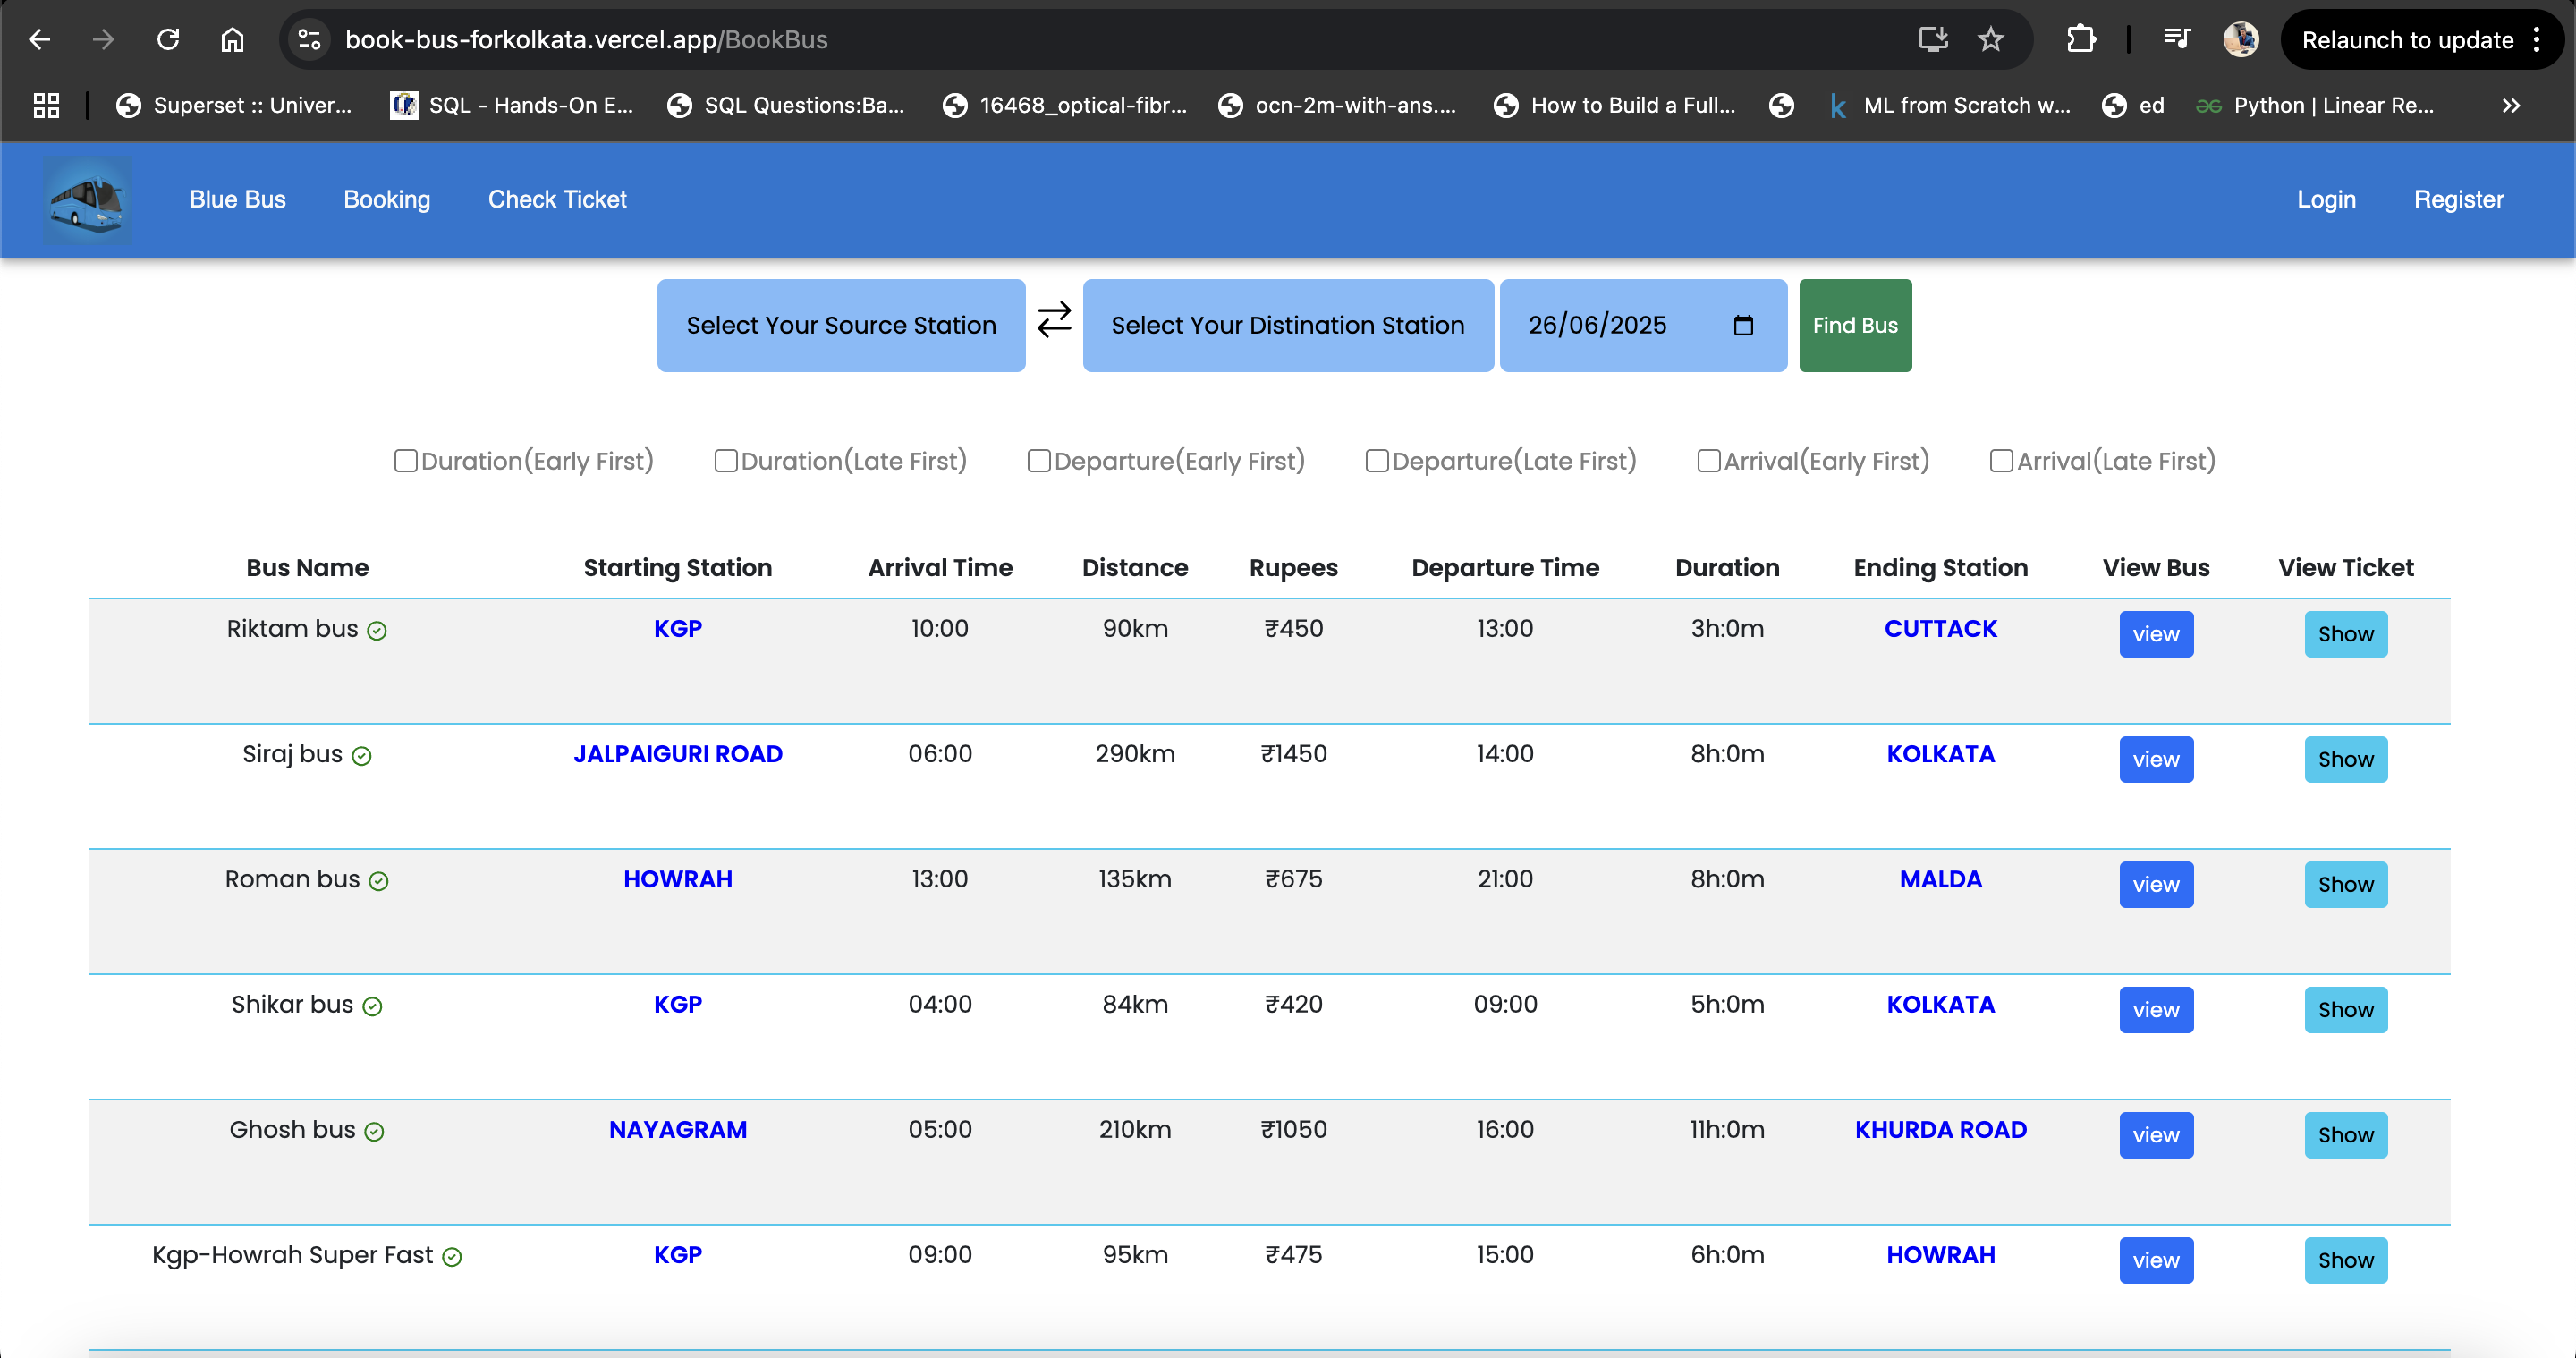 book-bus-forkolkata.vercel.app/BookBus Relaunch to update
Superset :: Univer... SQL - Hands-On E... SQL Questions:Ba... 16468_optical-fibr... ocn-2m-with-ans.... How to Build a Full... ML from Scratch w... ed Python | Linear Re...
Blue Bus Booking Check Ticket Login Register
Select Your Source Station Select Your Distination Station 26/06/2025 Find Bus
Duration(Early First) Duration(Late First) Departure(Early First) Departure(Late First) Arrival(Early First) Arrival(Late First)
Bus Name Starting Station Arrival Time Distance Rupees Departure Time Duration Ending Station View Bus View Ticket
Riktam bus KGP 10:00 90km ₹450 13:00 3h:0m CUTTACK view Show
Siraj bus JALPAIGURI ROAD 06:00 290km ₹1450 14:00 8h:0m KOLKATA view Show
Roman bus HOWRAH 13:00 135km ₹675 21:00 8h:0m MALDA view Show
Shikar bus KGP 04:00 84km ₹420 09:00 5h:0m KOLKATA view Show
Ghosh bus NAYAGRAM 05:00 210km ₹1050 16:00 11h:0m KHURDA ROAD view Show
Kgp-Howrah Super Fast KGP 09:00 95km ₹475 15:00 6h:0m HOWRAH view Show